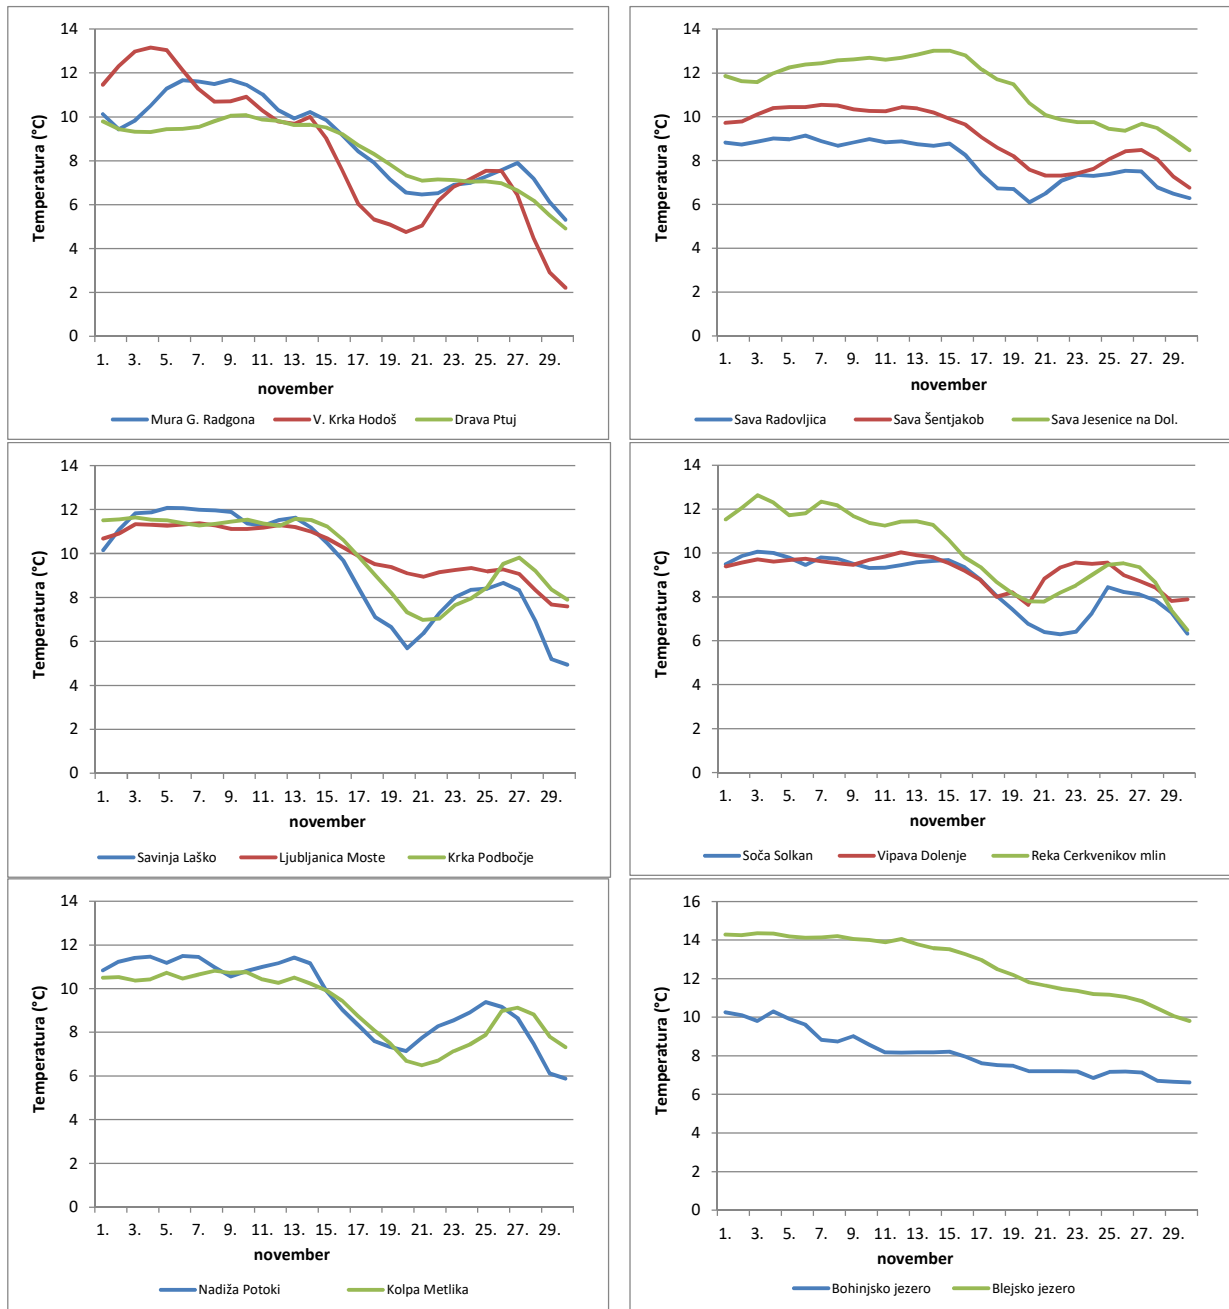 14
12
10
8
6
4
2
0
Temperatura (°C)
1. 3. 5. 7. 9. 11. 13. 15. 17. 19. 21. 23. 25. 27. 29.
november
Mura G. Radgona V. Krka Hodoš Drava Ptuj
14
12
10
8
6
4
2
0
Temperatura (°C)
1. 3. 5. 7. 9. 11. 13. 15. 17. 19. 21. 23. 25. 27. 29.
november
Sava Radovljica Sava Šentjakob Sava Jesenice na Dol.
14
12
10
8
6
4
2
0
Temperatura (°C)
1. 3. 5. 7. 9. 11. 13. 15. 17. 19. 21. 23. 25. 27. 29.
november
Savinja Laško Ljubljanica Moste Krka Podbočje
14
12
10
8
6
4
2
0
Temperatura (°C)
1. 3. 5. 7. 9. 11. 13. 15. 17. 19. 21. 23. 25. 27. 29.
november
Soča Solkan Vipava Dolenje Reka Cerkvenikov mlin
14
12
10
8
6
4
2
0
Temperatura (°C)
1. 3. 5. 7. 9. 11. 13. 15. 17. 19. 21. 23. 25. 27. 29.
november
Nadiža Potoki Kolpa Metlika
16
14
12
10
8
6
4
2
0
Temperatura (°C)
1. 3. 5. 7. 9. 11. 13. 15. 17. 19. 21. 23. 25. 27. 29.
november
Bohinjsko jezero Blejsko jezero